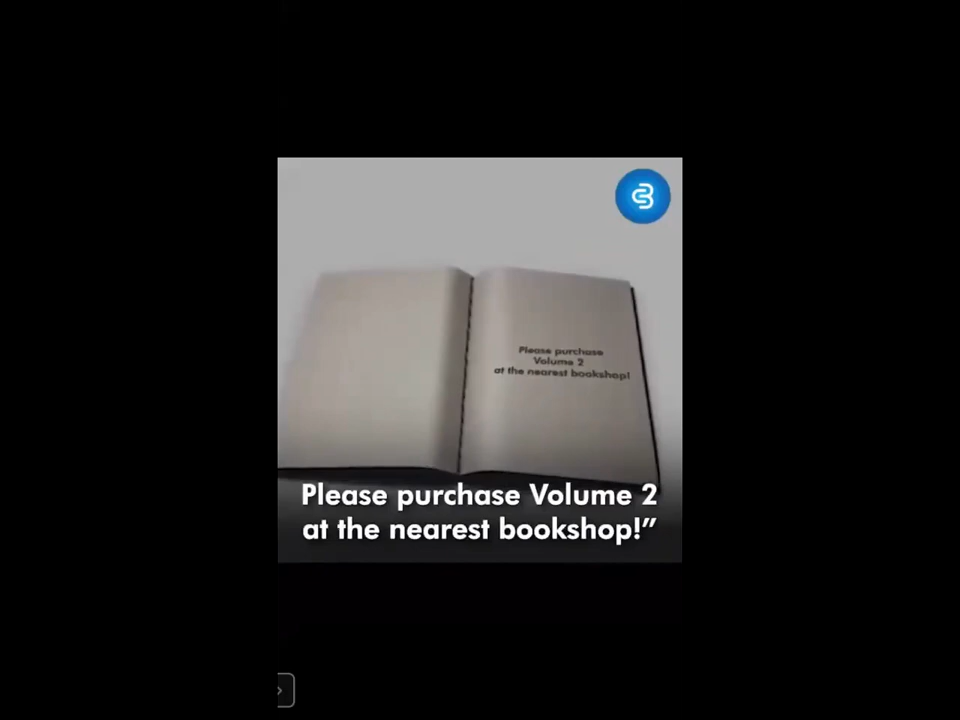 Please purchase
Volume 2
at the nearest bookshop!
Please purchase Volume 2
at the nearest bookshop!”